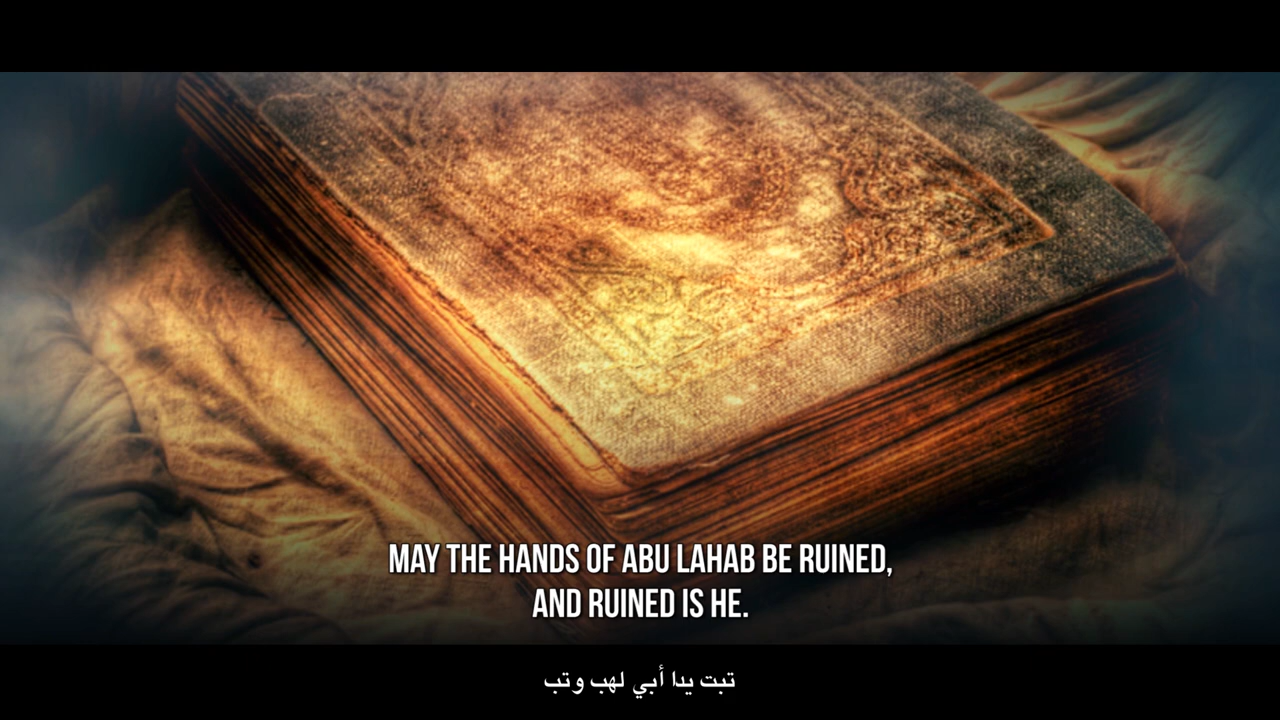 MAY THE HANDS OF ABU LAHAB BE RUINED,
AND RUINED IS HE.
تبت يدا أبي لهب وتب